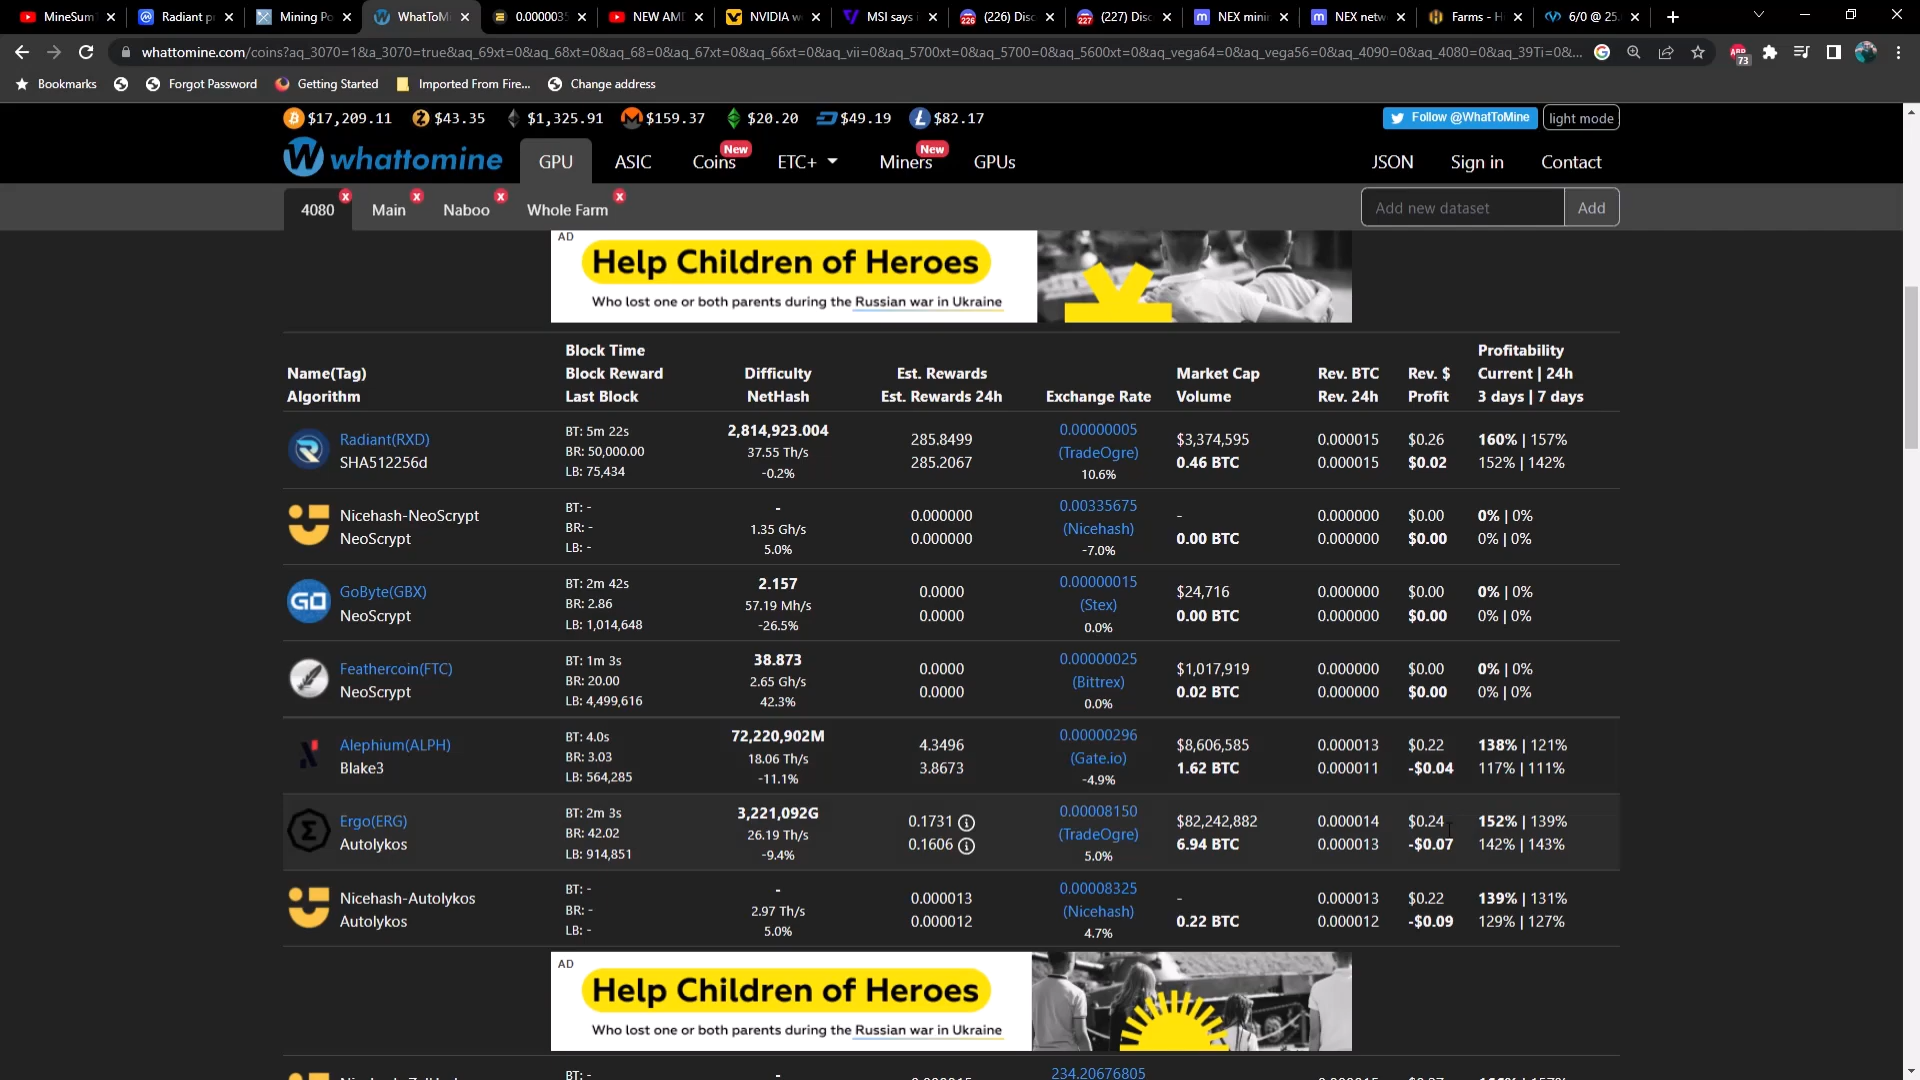 MineSum
Radiant p
Mining Po
WhatToMi
0.0000035
NEW AMD
NVIDIA w
MSI says i
(226) Disc
(227) Disc
NEX mini
NEX netw
Farms - H
6/0 @ 25.
whattomine.com/coins?aq_3070=1&a_3070=true&aq_69xt=0&aq_68xt=0&aq_68=0&aq_67xt=0&aq_66xt=0&aq_vii=0&aq_5700xt=0&aq_5700=0&aq_5600xt=0&aq_vega64=0&aq_vega56=0&aq_4090=0&aq_4080=0&aq_39Ti=0&...
73
Bookmarks Forgot Password Getting Started Imported From Fire... Change address
$17,209.11 $43.35 $1,325.91 $159.37 $20.20 $49.19 $82.17
Follow @WhatToMine light mode
whattomine GPU ASIC Coins New ETC+ Miners New GPUs JSON Sign in Contact
4080 x Main x Naboo x Whole Farm x Add new dataset Add
AD
Help Children of Heroes
Who lost one or both parents during the Russian war in Ukraine
Name(Tag)
Algorithm
Block Time
Block Reward
Last Block
Difficulty
NetHash
Est. Rewards
Est. Rewards 24h
Exchange Rate
Market Cap
Volume
Rev. BTC
Rev. 24h
Rev. $
Profit
Profitability
Current | 24h
3 days | 7 days
Radiant(RXD)
SHA512256d
BT: 5m 22s
BR: 50,000.00
LB: 75,434
2,814,923.004
37.55 Th/s
-0.2%
285.8499
285.2067
0.00000005
(TradeOgre)
10.6%
$3,374,595
0.46 BTC
0.000015
0.000015
$0.26
$0.02
160% | 157%
152% | 142%
Nicehash-NeoScrypt
NeoScrypt
BT: -
BR: -
LB: -
-
1.35 Gh/s
5.0%
0.000000
0.000000
0.00335675
(Nicehash)
-7.0%
-
0.00 BTC
0.000000
0.000000
$0.00
$0.00
0% | 0%
0% | 0%
GO
GoByte(GBX)
NeoScrypt
BT: 2m 42s
BR: 2.86
LB: 1,014,648
2.157
57.19 Mh/s
-26.5%
0.0000
0.0000
0.00000015
(Stex)
0.0%
$24,716
0.00 BTC
0.000000
0.000000
$0.00
$0.00
0% | 0%
0% | 0%
Feathercoin(FTC)
NeoScrypt
BT: 1m 3s
BR: 20.00
LB: 4,499,616
38.873
2.65 Gh/s
42.3%
0.0000
0.0000
0.00000025
(Bittrex)
0.0%
$1,017,919
0.02 BTC
0.000000
0.000000
$0.00
$0.00
0% | 0%
0% | 0%
Alephium(ALPH)
Blake3
BT: 4.0s
BR: 3.03
LB: 564,285
72,220,902M
18.06 Th/s
-11.1%
4.3496
3.8673
0.00000296
(Gate.io)
-4.9%
$8,606,585
1.62 BTC
0.000013
0.000011
$0.22
-$0.04
138% | 121%
117% | 111%
Ergo(ERG)
Autolykos
BT: 2m 3s
BR: 42.02
LB: 914,851
3,221,092G
26.19 Th/s
-9.4%
0.1731
0.1606
0.00008150
(TradeOgre)
5.0%
$82,242,882
6.94 BTC
0.000014
0.000013
$0.24
-$0.07
152% | 139%
142% | 143%
Nicehash-Autolykos
Autolykos
BT: -
BR: -
LB: -
-
2.97 Th/s
5.0%
0.000013
0.000012
0.00008325
(Nicehash)
4.7%
-
0.22 BTC
0.000013
0.000012
$0.22
-$0.09
139% | 131%
129% | 127%
AD
Help Children of Heroes
Who lost one or both parents during the Russian war in Ukraine
BT: -
-
234.20676805